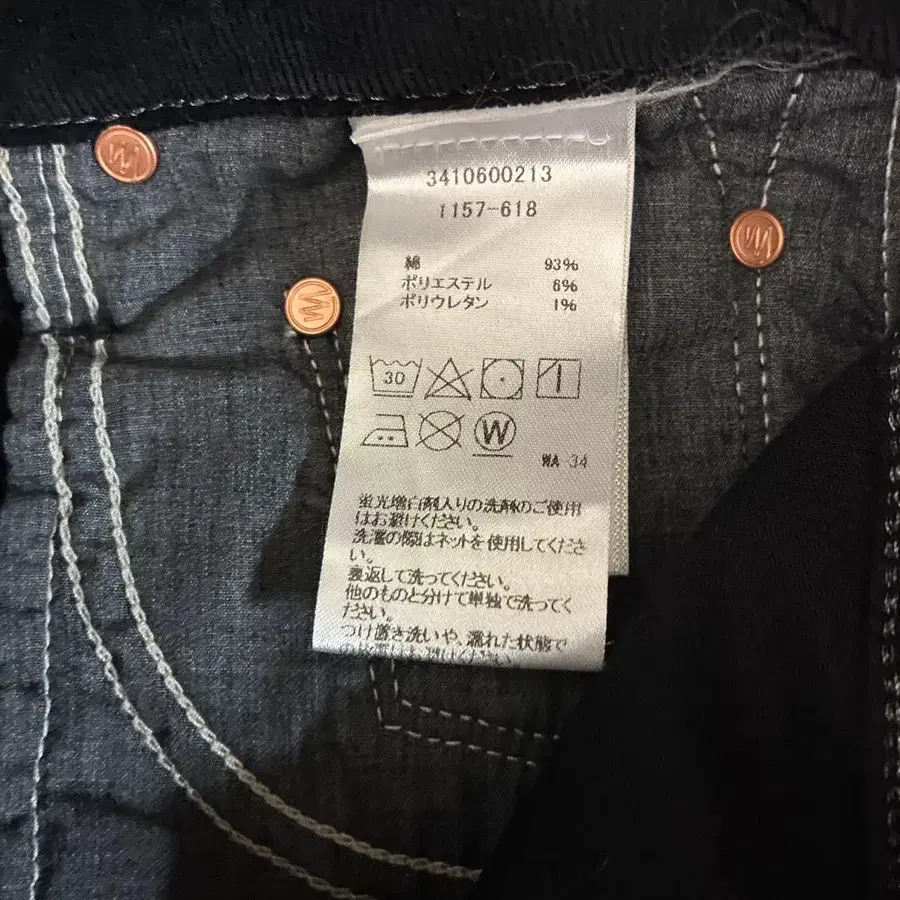 3410600213
1157-618
綿 93%
ポリエステル 6%
ポリウレタン 1%
30
W
WA-34
蛍光増白剤入りの洗剤のご使用
はお避けください。
洗濯の際はネットを使用してくださ
い。
裏返して洗ってください。
他のものと分けて単独で洗ってく
ださい。
つけ置き洗いや、濡れた状態で